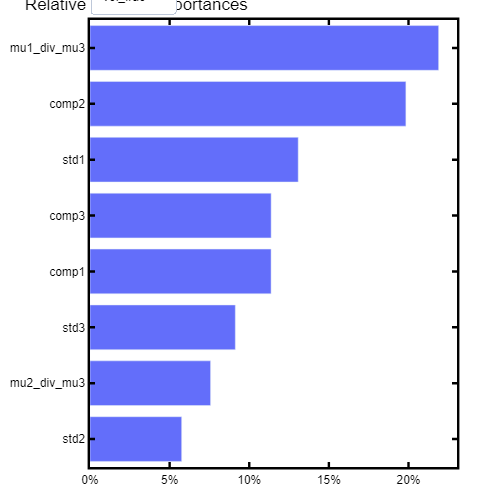 Relative portances
mu1_div_mu3
comp2
std1
comp3
comp1
std3
mu2_div_mu3
std2
0% 5% 10% 15% 20%